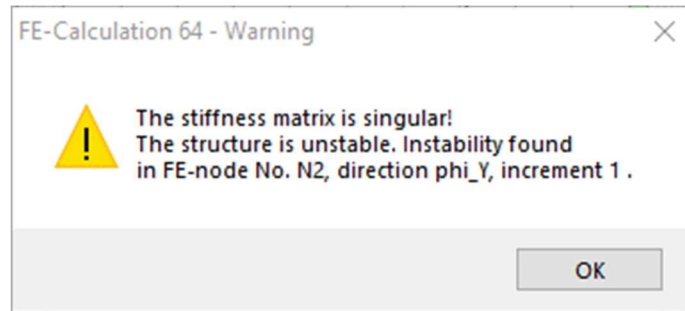 FE-Calculation 64 - Warning
The stiffness matrix is singular!
The structure is unstable. Instability found
in FE-node No. N2, direction phi_Y, increment 1 .
OK